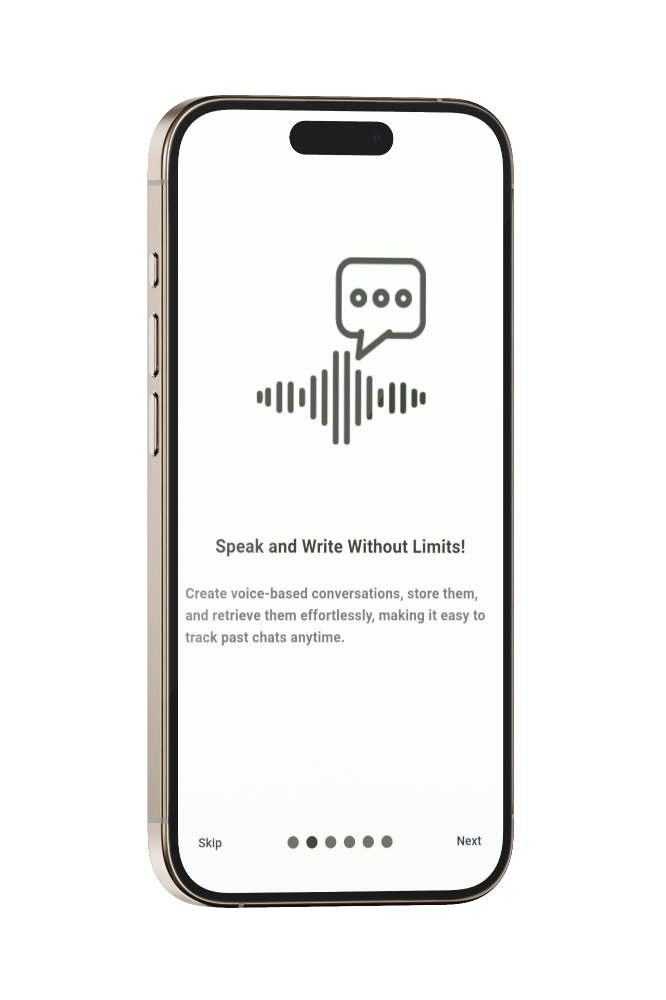 Speak and Write Without Limits!
Create voice-based conversations, store them,
and retrieve them effortlessly, making it easy to
track past chats anytime.
Skip
Next